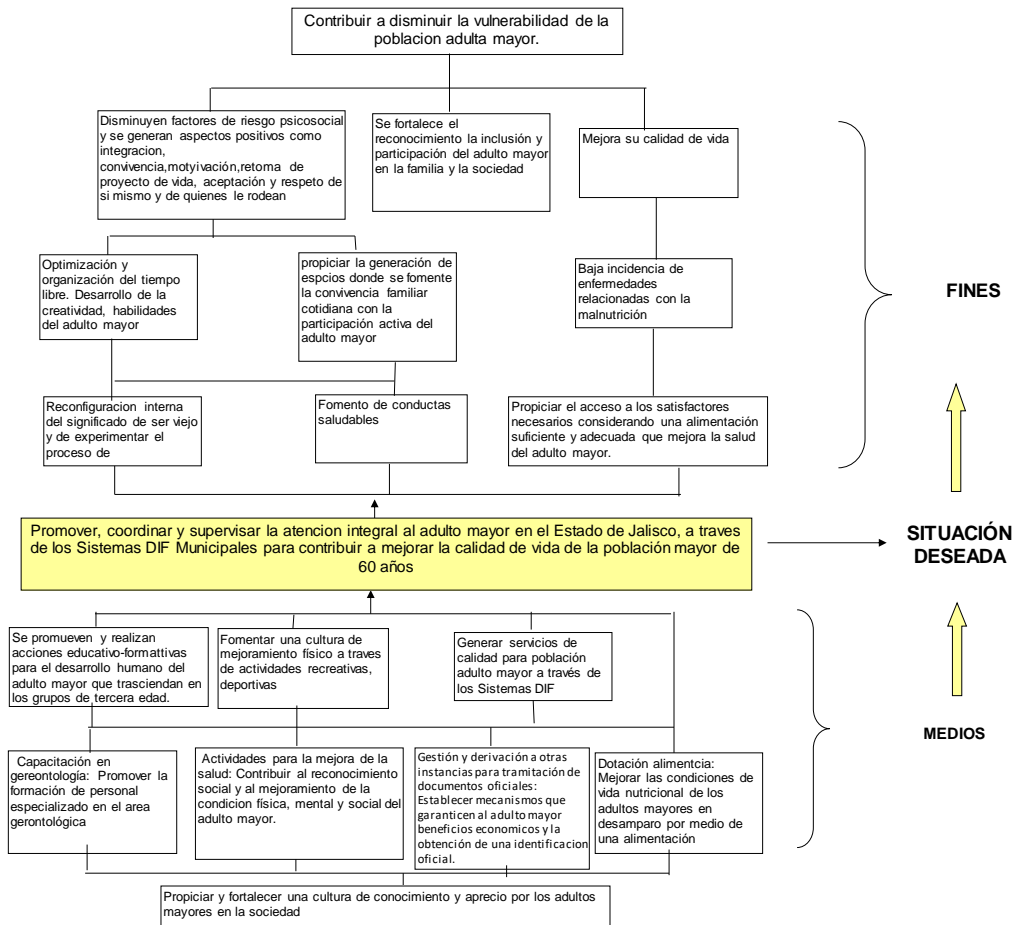 Contribuir a disminuir la vulnerabilidad de la
poblacion adulta mayor.
Disminuyen factores de riesgo psicosocial
y se generan aspectos positivos como
integracion,
convivencia,motyivación,retoma de
proyecto de vida, aceptación y respeto de
si mismo y de quienes le rodean
Se fortalece el
reconocimiento la inclusión y
participación del adulto mayor
en la familia y la sociedad
Mejora su calidad de vida
Optimización y
organización del tiempo
libre. Desarrollo de la
creatividad, habilidades
del adulto mayor
propiciar la generación de
espcios donde se fomente
la convivencia familiar
cotidiana con la
participación activa del
adulto mayor
Baja incidencia de
enfermedades
relacionadas con la
malnutrición
FINES
Reconfiguracion interna
del significado de ser viejo
y de experimentar el
proceso de
Fomento de conductas
saludables
Propiciar el acceso a los satisfactores
necesarios considerando una alimentación
suficiente y adecuada que mejora la salud
del adulto mayor.
Promover, coordinar y supervisar la atencion integral al adulto mayor en el Estado de Jalisco, a traves
de los Sistemas DIF Municipales para contribuir a mejorar la calidad de vida de la población mayor de
60 años
SITUACIÓN
DESEADA
Se promueven y realizan
acciones educativo-formattivas
para el desarrollo humano del
adulto mayor que trasciendan en
los grupos de tercera edad.
Fomentar una cultura de
mejoramiento físico a traves
de actividades recreativas,
deportivas
Generar servicios de
calidad para población
adulto mayor a través de
los Sistemas DIF
MEDIOS
Capacitación en
gereontología: Promover la
formación de personal
especializado en el area
gerontológica
Actividades para la mejora de la
salud: Contribuir al reconocimiento
social y al mejoramiento de la
condicion física, mental y social del
adulto mayor.
Gestión y derivación a otras
instancias para tramitación de
documentos oficiales:
Establecer mecanismos que
garanticen al adulto mayor
beneficios economicos y la
obtención de una identificacion
oficial.
Dotación alimentcia:
Mejorar las condiciones de
vida nutricional de los
adultos mayores en
desamparo por medio de
una alimentación
Propiciar y fortalecer una cultura de conocimiento y aprecio por los adultos
mayores en la sociedad